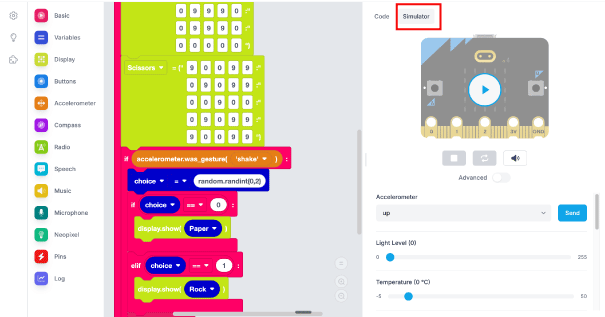 Basic
Variables
Display
Buttons
Accelerometer
Compass
Radio
Speech
Music
Microphone
Neopixel
Pins
Log
0 9 9 9 0 /"
0 9 9 9 0 /"
0 0 0 0 0 "]
Scissors = [" 9 0 0 9 9 /"
9 0 0 9 9 /"
0 9 0 9 9 /"
0 0 9 9 9 /"
0 9 0 9 9 "]
if accelerometer.was_gesture( 'shake' ) :
choice = random.randint(0,2)
if choice == 0 :
display.show( Paper )
elif choice == 1 :
display.show( Rock )
Code Simulator
0 1 2 3V GND
Advanced
Accelerometer
up Send
Light Level (0)
0 255
Temperature (0 °C)
-5 50